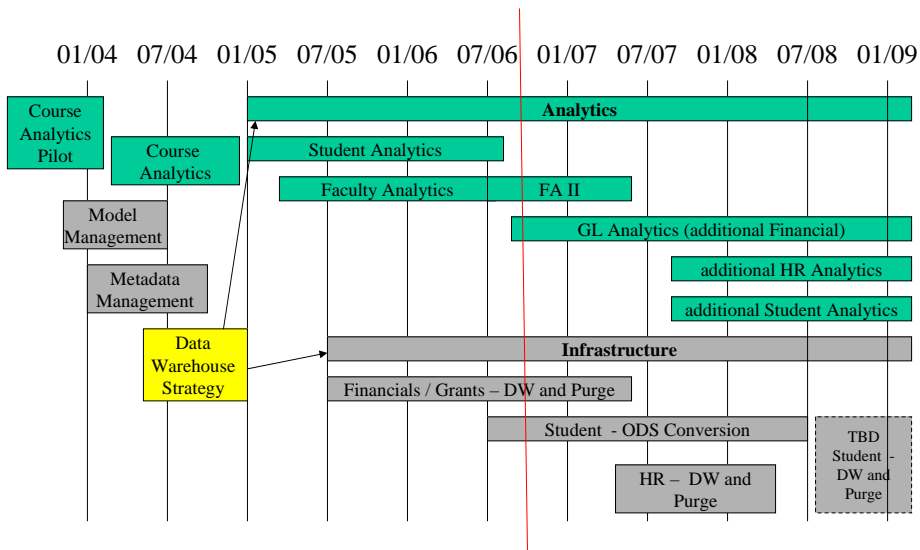 01/04 07/04 01/05 07/05 01/06 07/06 01/07 07/07 01/08 07/08 01/09
Course
Analytics
Pilot
Analytics
Course
Analytics
Student Analytics
Faculty Analytics
FA II
Model
Management
GL Analytics (additional Financial)
Metadata
Management
additional HR Analytics
additional Student Analytics
Data
Warehouse
Strategy
Infrastructure
Financials / Grants – DW and Purge
Student - ODS Conversion
TBD
Student -
DW and
Purge
HR – DW and
Purge